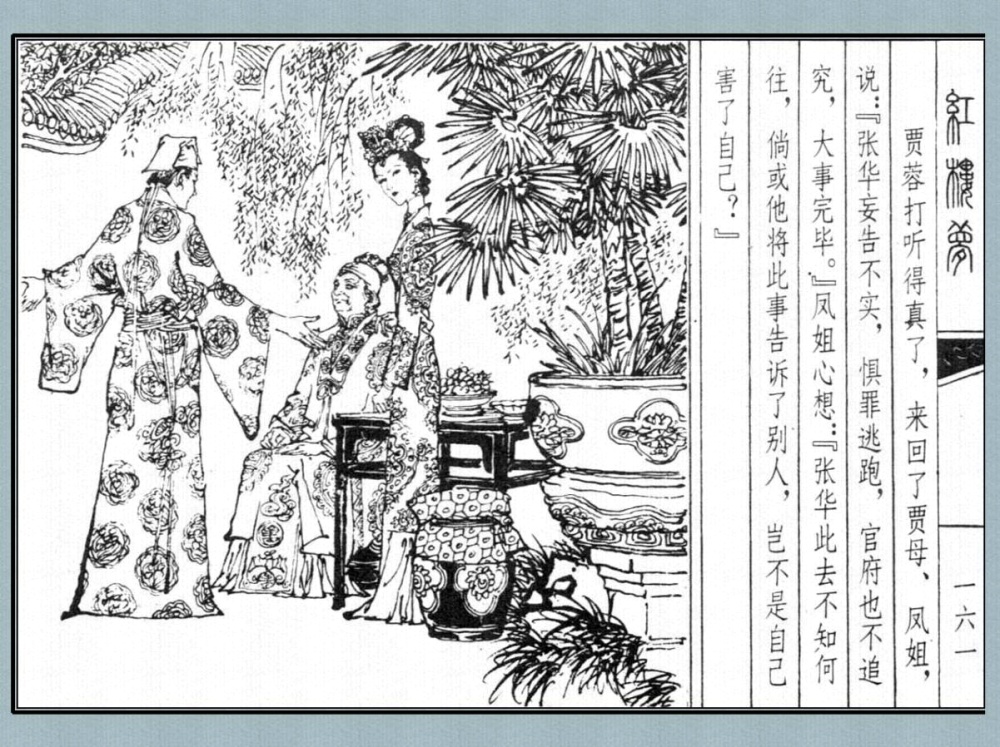 红楼梦
一六一
贾蓉打听得真了，来回了贾母、凤姐，
说：『张华妄告不实，惧罪逃跑，官府也不追
究，大事完毕。』凤姐心想：『张华此去不知何
往，倘或他将此事告诉了别人，岂不是自己
害了自己？』